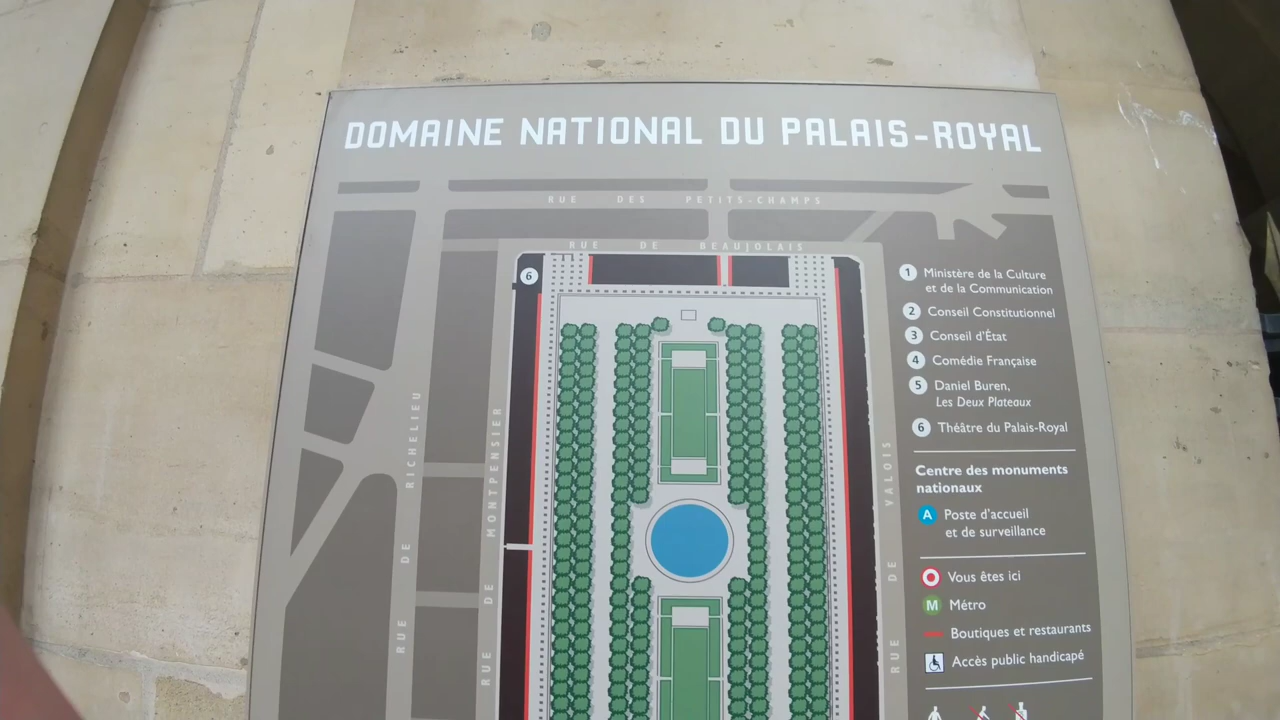 DOMAINE NATIONAL DU PALAIS-ROYAL
RUE DES PETITS-CHAMPS
RUE DE BEAUJOLAIS
6
RUE DE RICHELIEU
RUE DE MONTPENSIER
RUE DE VALOIS
1 Ministère de la Culture
et de la Communication
2 Conseil Constitutionnel
3 Conseil d'État
4 Comédie Française
5 Daniel Buren,
Les Deux Plateaux
6 Théâtre du Palais-Royal
Centre des monuments
nationaux
A Poste d'accueil
et de surveillance
Vous êtes ici
M Métro
Boutiques et restaurants
Accès public handicapé